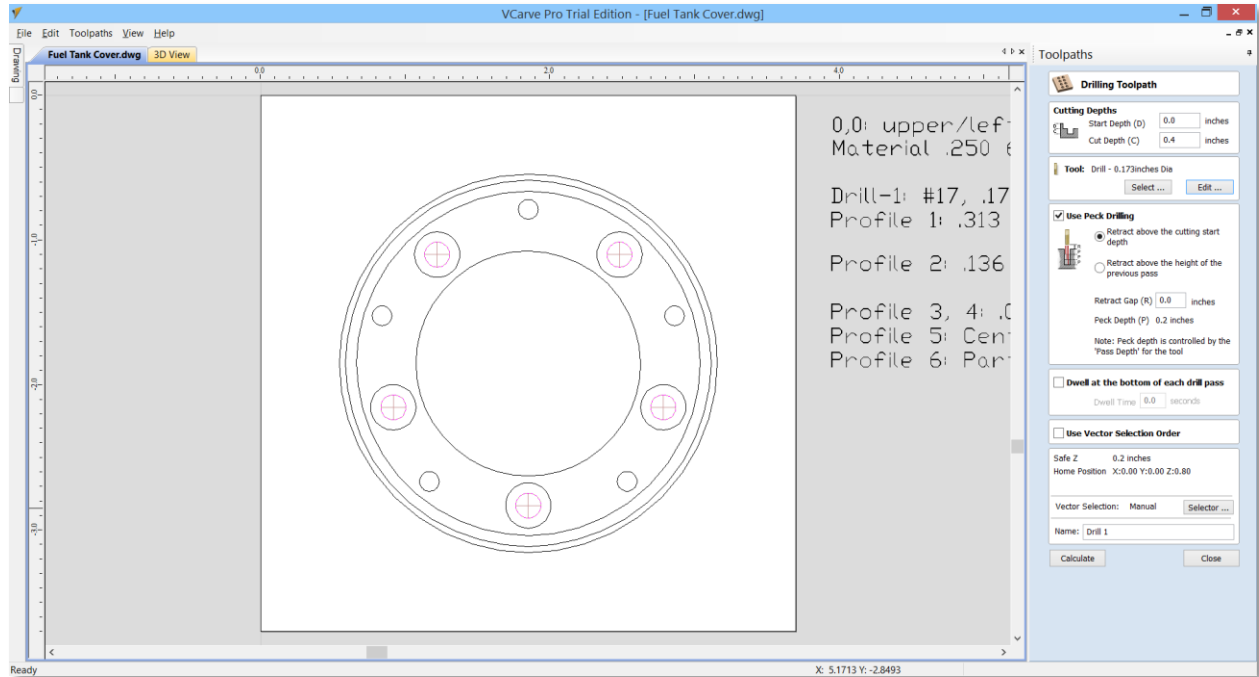 VCarve Pro Trial Edition - [Fuel Tank Cover.dwg]
File Edit Toolpaths View Help
Drawing
Fuel Tank Cover.dwg 3D View
0.0 2.0 4.0
0.0
-1.0
-2.0
-3.0
0,0: upper/lef
Material .250
Drill-1: #17, .17
Profile 1: .313
Profile 2: .136
Profile 3, 4:
Profile 5: Cen
Profile 6: Par
Toolpaths
Drilling Toolpath
Cutting Depths
Start Depth (D) 0.0 inches
Cut Depth (C) 0.4 inches
Tool: Drill - 0.173inches Dia
Select ... Edit ...
Use Peck Drilling
Retract above the cutting start
depth
Retract above the height of the
previous pass
Retract Gap (R) 0.0 inches
Peck Depth (P) 0.2 inches
Note: Peck depth is controlled by the
'Pass Depth' for the tool
Dwell at the bottom of each drill pass
Dwell Time 0.0 seconds
Use Vector Selection Order
Safe Z 0.2 inches
Home Position X:0.00 Y:0.00 Z:0.80
Vector Selection: Manual Selector ...
Name: Drill 1
Calculate Close
Ready X: 5.1713 Y: -2.8493